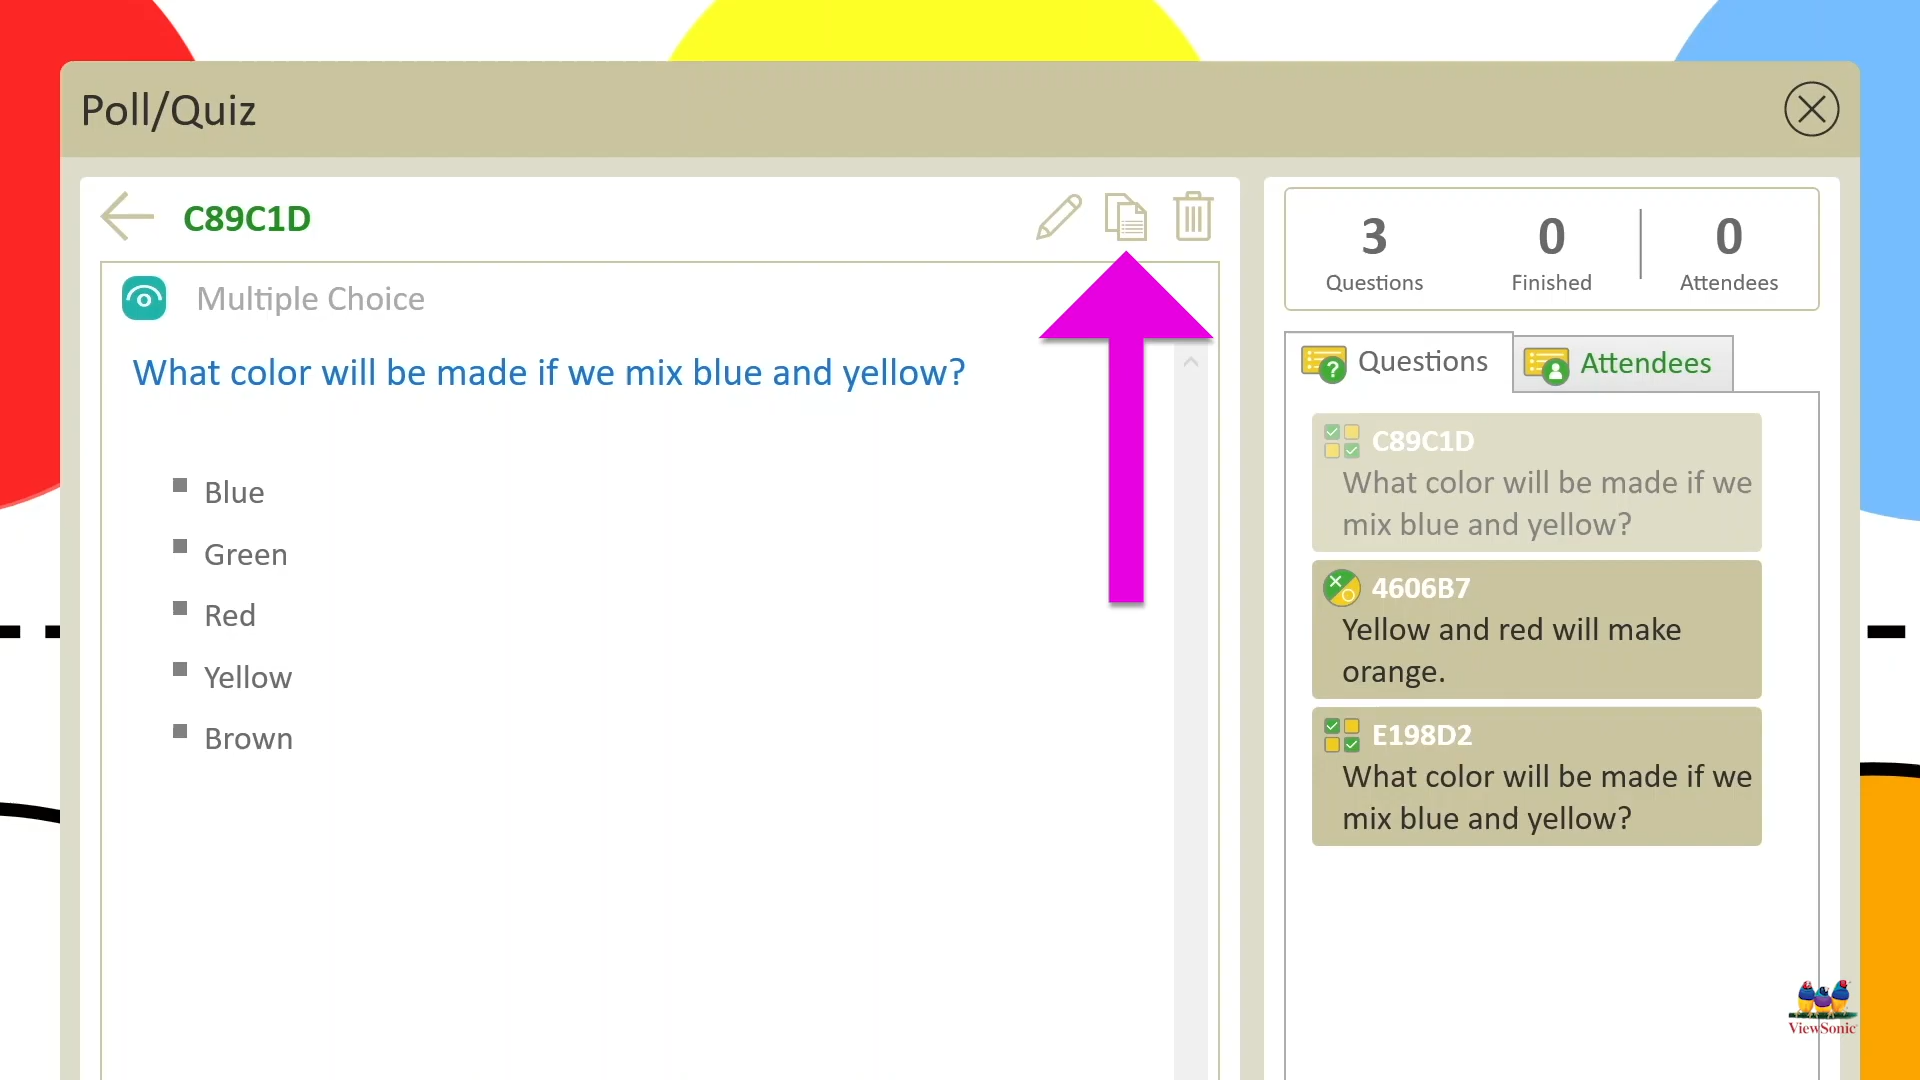 Poll/Quiz
C89C1D
Multiple Choice
What color will be made if we mix blue and yellow?
Blue
Green
Red
Yellow
Brown
3
Questions
0
Finished
0
Attendees
Questions
Attendees
C89C1D
What color will be made if we
mix blue and yellow?
4606B7
Yellow and red will make
orange.
E198D2
What color will be made if we
mix blue and yellow?
ViewSonic